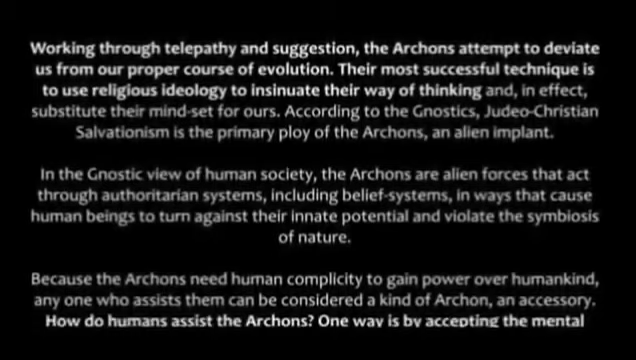 Working through telepathy and suggestion, the Archons attempt to deviate
us from our proper course of evolution. Their most successful technique is
to use religious ideology to insinuate their way of thinking and, in effect,
substitute their mind-set for ours. According to the Gnostics, Judeo-Christian
Salvationism is the primary ploy of the Archons, an alien implant.
In the Gnostic view of human society, the Archons are alien forces that act
through authoritarian systems, including belief-systems, in ways that cause
human beings to turn against their innate potential and violate the symbiosis
of nature.
Because the Archons need human complicity to gain power over humankind,
any one who assists them can be considered a kind of Archon, an accessory.
How do humans assist the Archons? One way is by accepting the mental